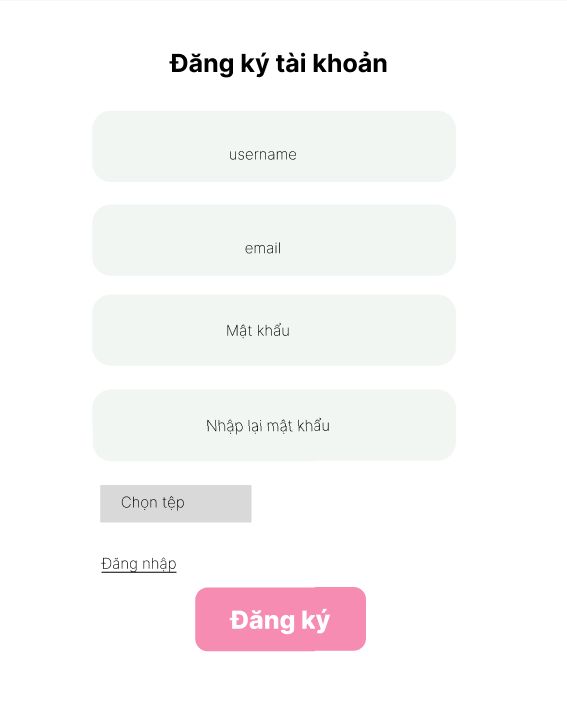 Đăng ký tài khoản
username
email
Mật khẩu
Nhập lại mật khẩu
Chọn tệp
Đăng nhập
Đăng ký